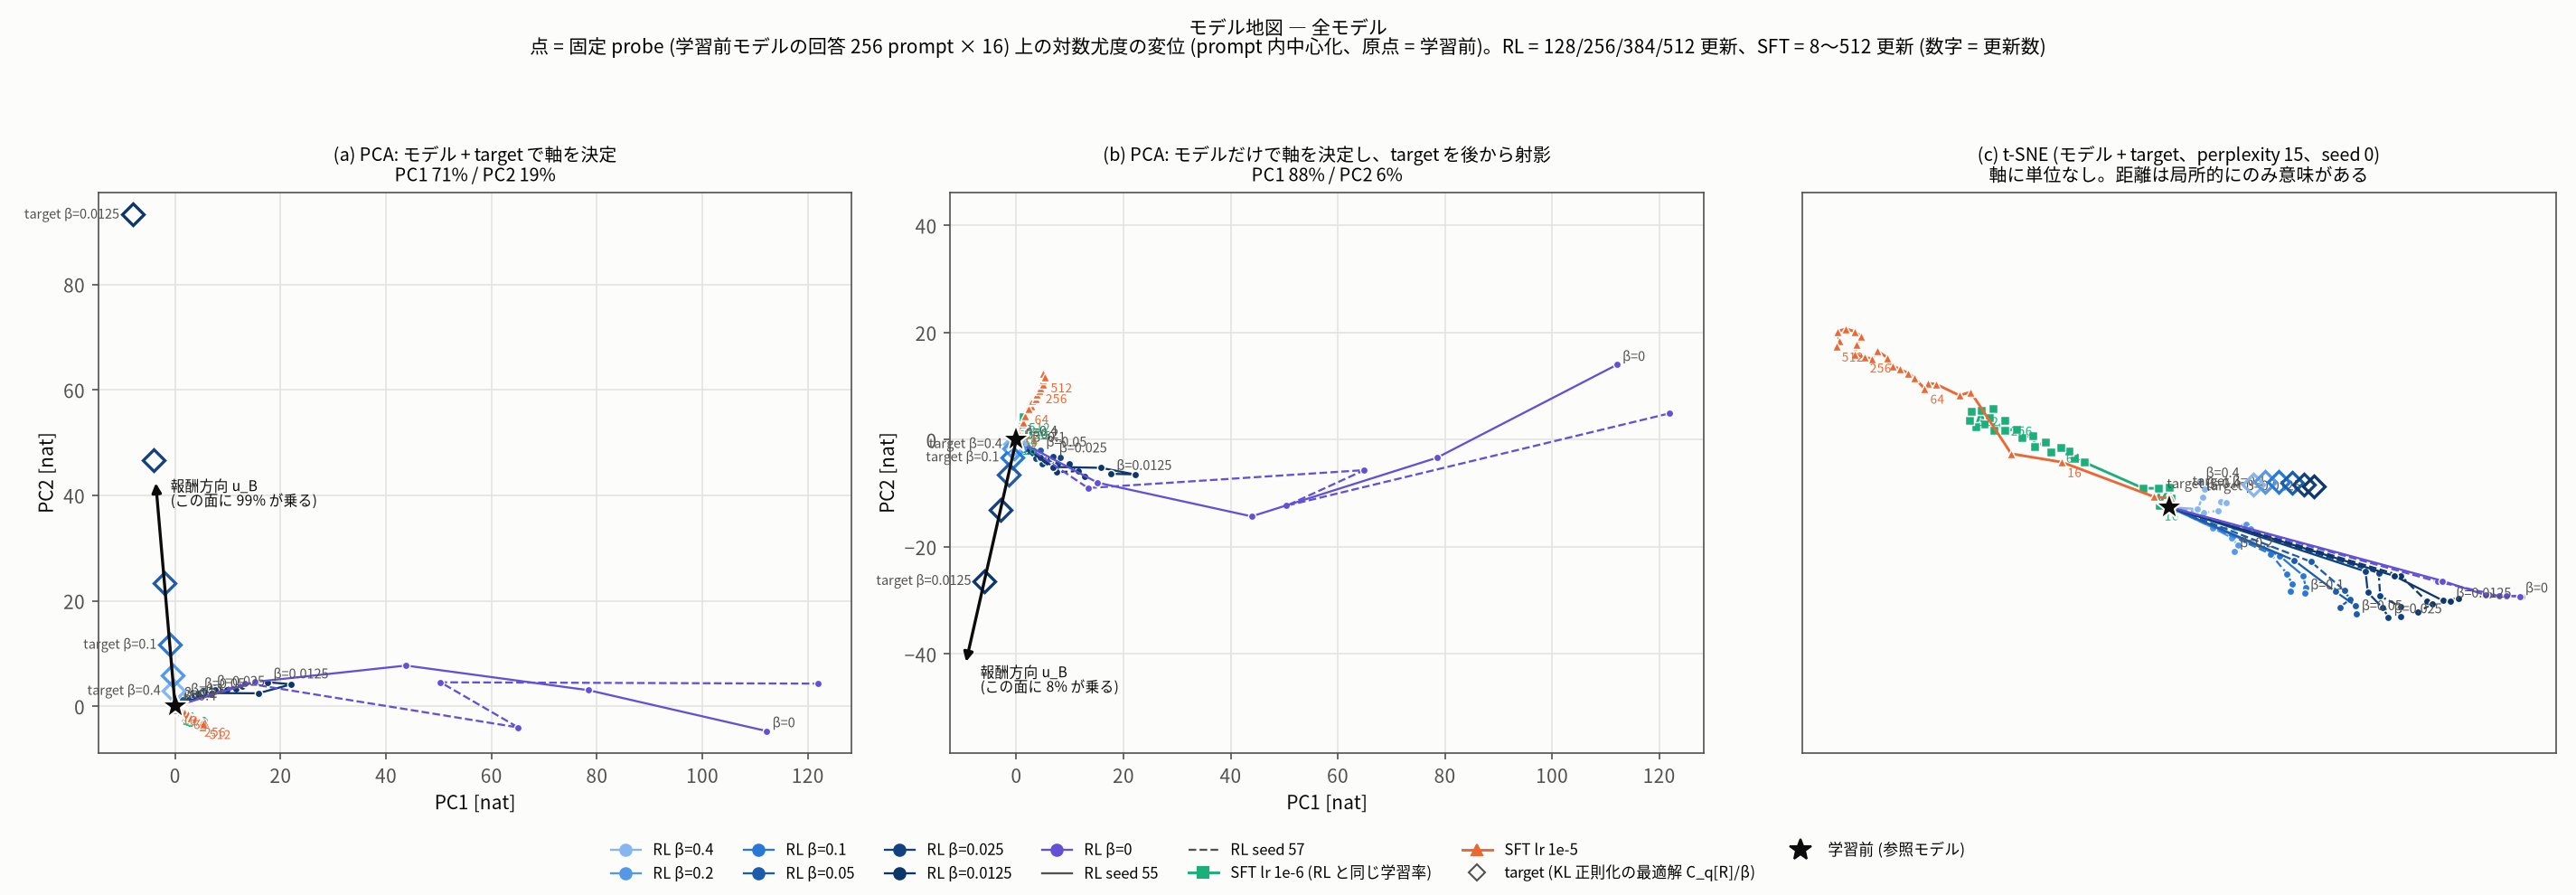 モデル地図 — 全モデル
点 = 固定 probe (学習前モデルの回答 256 prompt × 16) 上の対数尤度の変位 (prompt 内中心化、原点 = 学習前)。RL = 128/256/384/512 更新、SFT = 8〜512 更新 (数字 = 更新数)
(a) PCA: モデル + target で軸を決定
PC1 71% / PC2 19%
target β=0.0125
報酬方向 u_B
(この面に 99% が乗る)
target β=0.1
target β=0.4
β=0.025
β=0.0125
β=0
256
512
80
60
40
20
0
PC2 [nat]
0
20
40
60
80
100
120
PC1 [nat]
(b) PCA: モデルだけで軸を決定し、target を後から射影
PC1 88% / PC2 6%
β=0
512
256
64
target β=0.4
target β=0.1
β=0.05
β=0.025
β=0.0125
target β=0.0125
報酬方向 u_B
(この面に 8% が乗る)
40
20
0
−20
−40
PC2 [nat]
0
20
40
60
80
100
120
PC1 [nat]
(c) t-SNE (モデル + target、perplexity 15、seed 0)
軸に単位なし。距離は局所的にのみ意味がある
512
256
64
16
β=0.4
β=0.2
β=0.1
β=0.05
β=0.025
β=0.0125
β=0
RL β=0.4
RL β=0.2
RL β=0.1
RL β=0.05
RL β=0.025
RL β=0.0125
RL β=0
RL seed 55
RL seed 57
SFT lr 1e-6 (RL と同じ学習率)
SFT lr 1e-5
target (KL 正則化の最適解 C_q[R]/β)
学習前 (参照モデル)